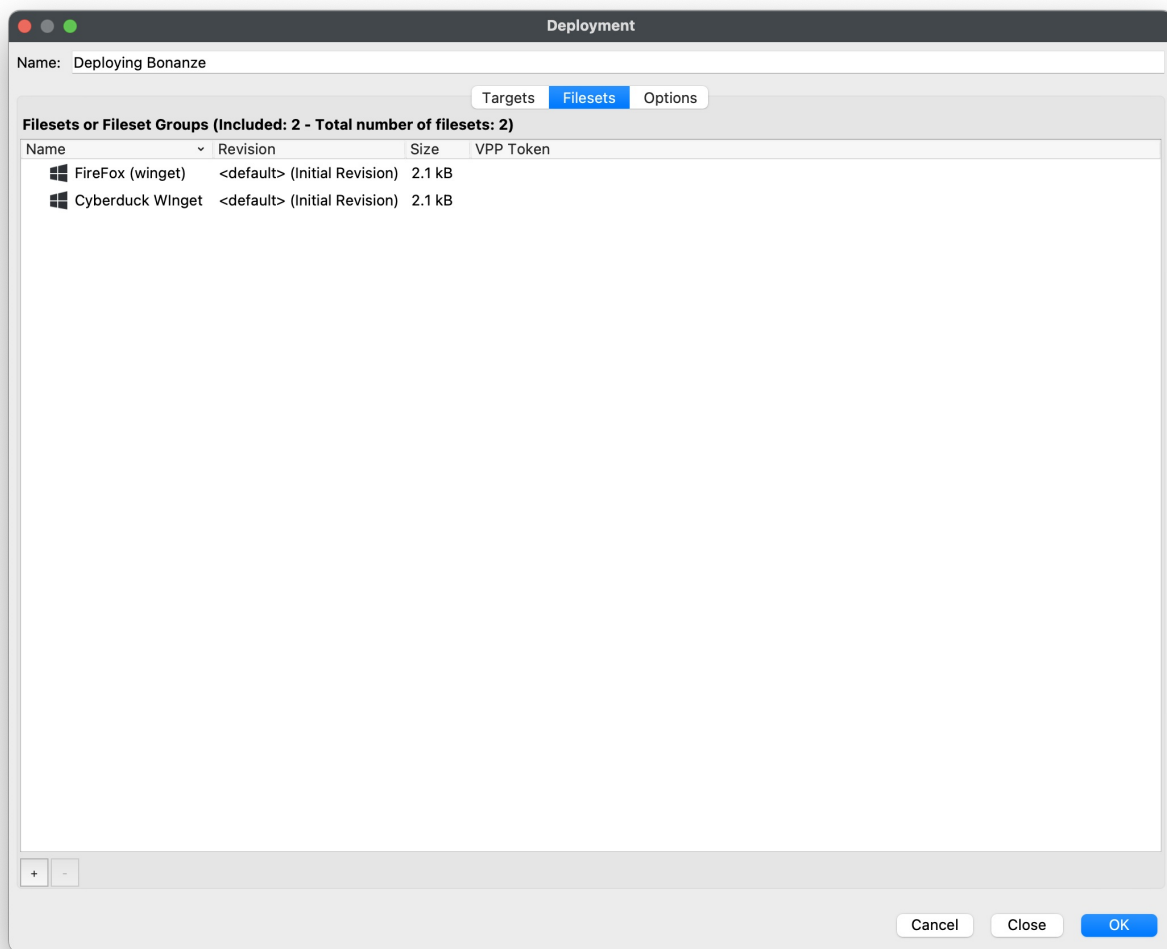 Deployment
Name: Deploying Bonanze
Targets Filesets Options
Filesets or Fileset Groups (Included: 2 - Total number of filesets: 2)
Name Revision Size VPP Token
FireFox (winget) <default> (Initial Revision) 2.1 kB
Cyberduck WInget <default> (Initial Revision) 2.1 kB
+ -
Cancel Close OK